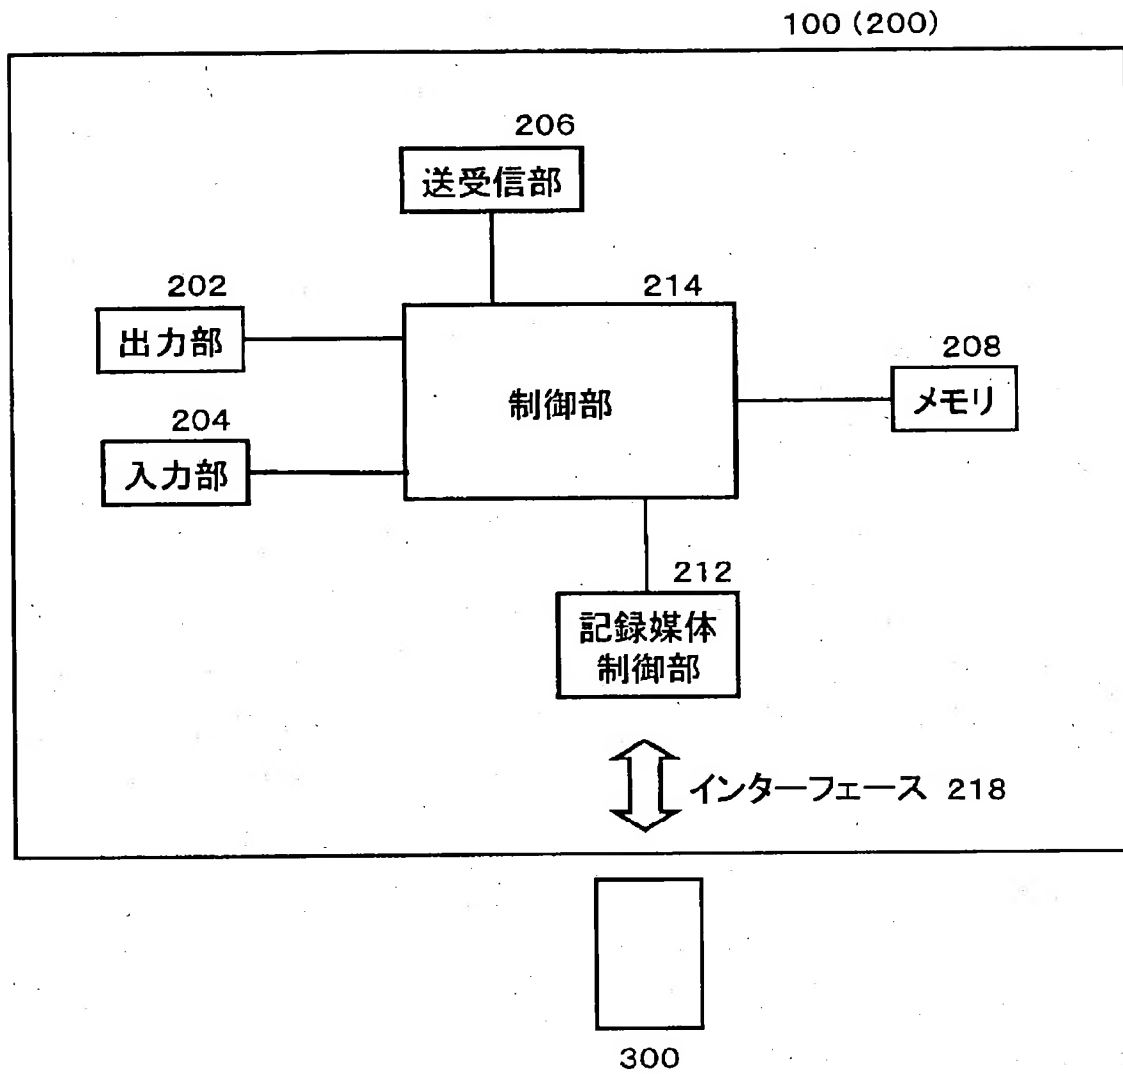 100 (200)
206
送受信部
202
出力部
214
制御部
208
メモリ
204
入力部
212
記録媒体
制御部
インターフェース 218
300